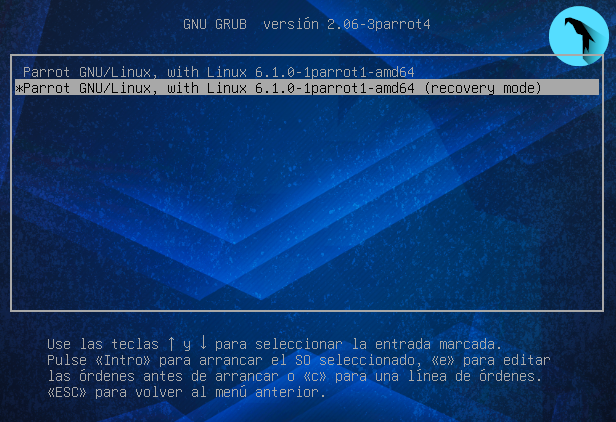 GNU GRUB  versión 2.06-3parrot4
Parrot GNU/Linux, with Linux 6.1.0-1parrot1-amd64
*Parrot GNU/Linux, with Linux 6.1.0-1parrot1-amd64 (recovery mode)
Use las teclas ↑ y ↓ para seleccionar la entrada marcada.
Pulse «Intro» para arrancar el SO seleccionado, «e» para editar
las órdenes antes de arrancar o «c» para una línea de órdenes.
«ESC» para volver al menú anterior.